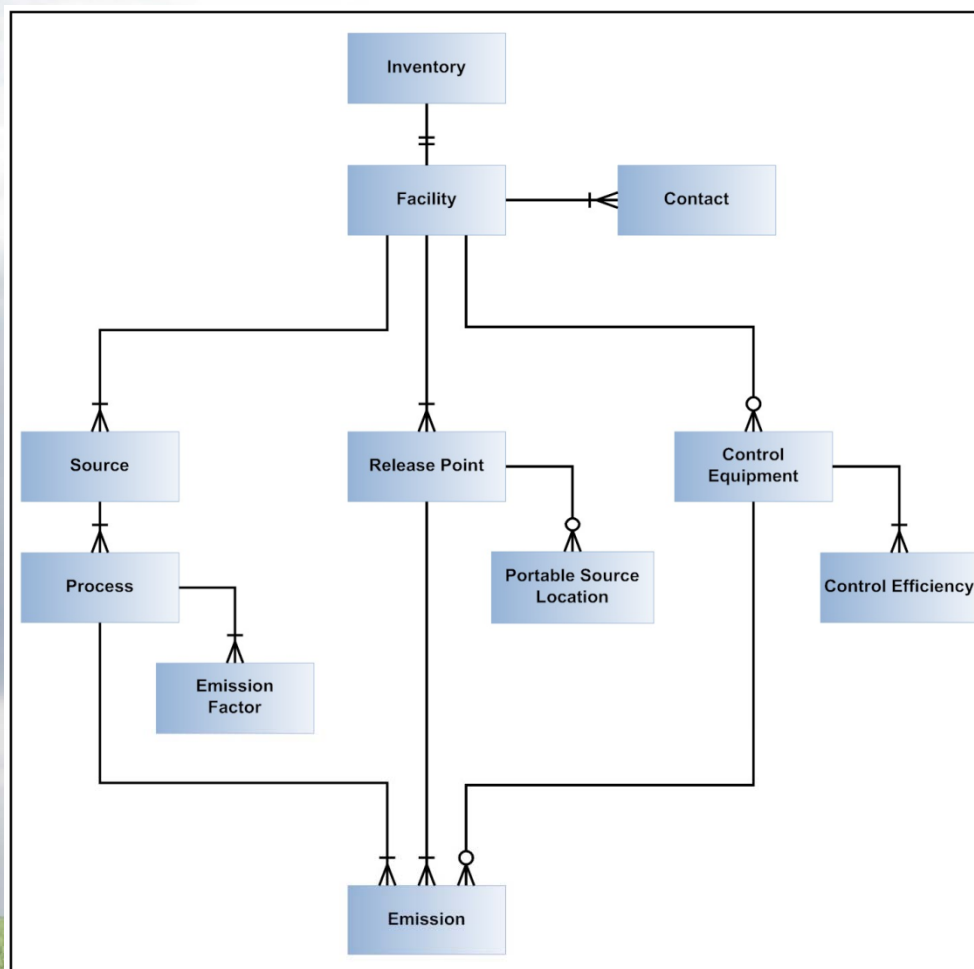 Inventory
Facility
Contact
Source
Release Point
Control
Equipment
Process
Portable Source
Location
Control Efficiency
Emission
Factor
Emission